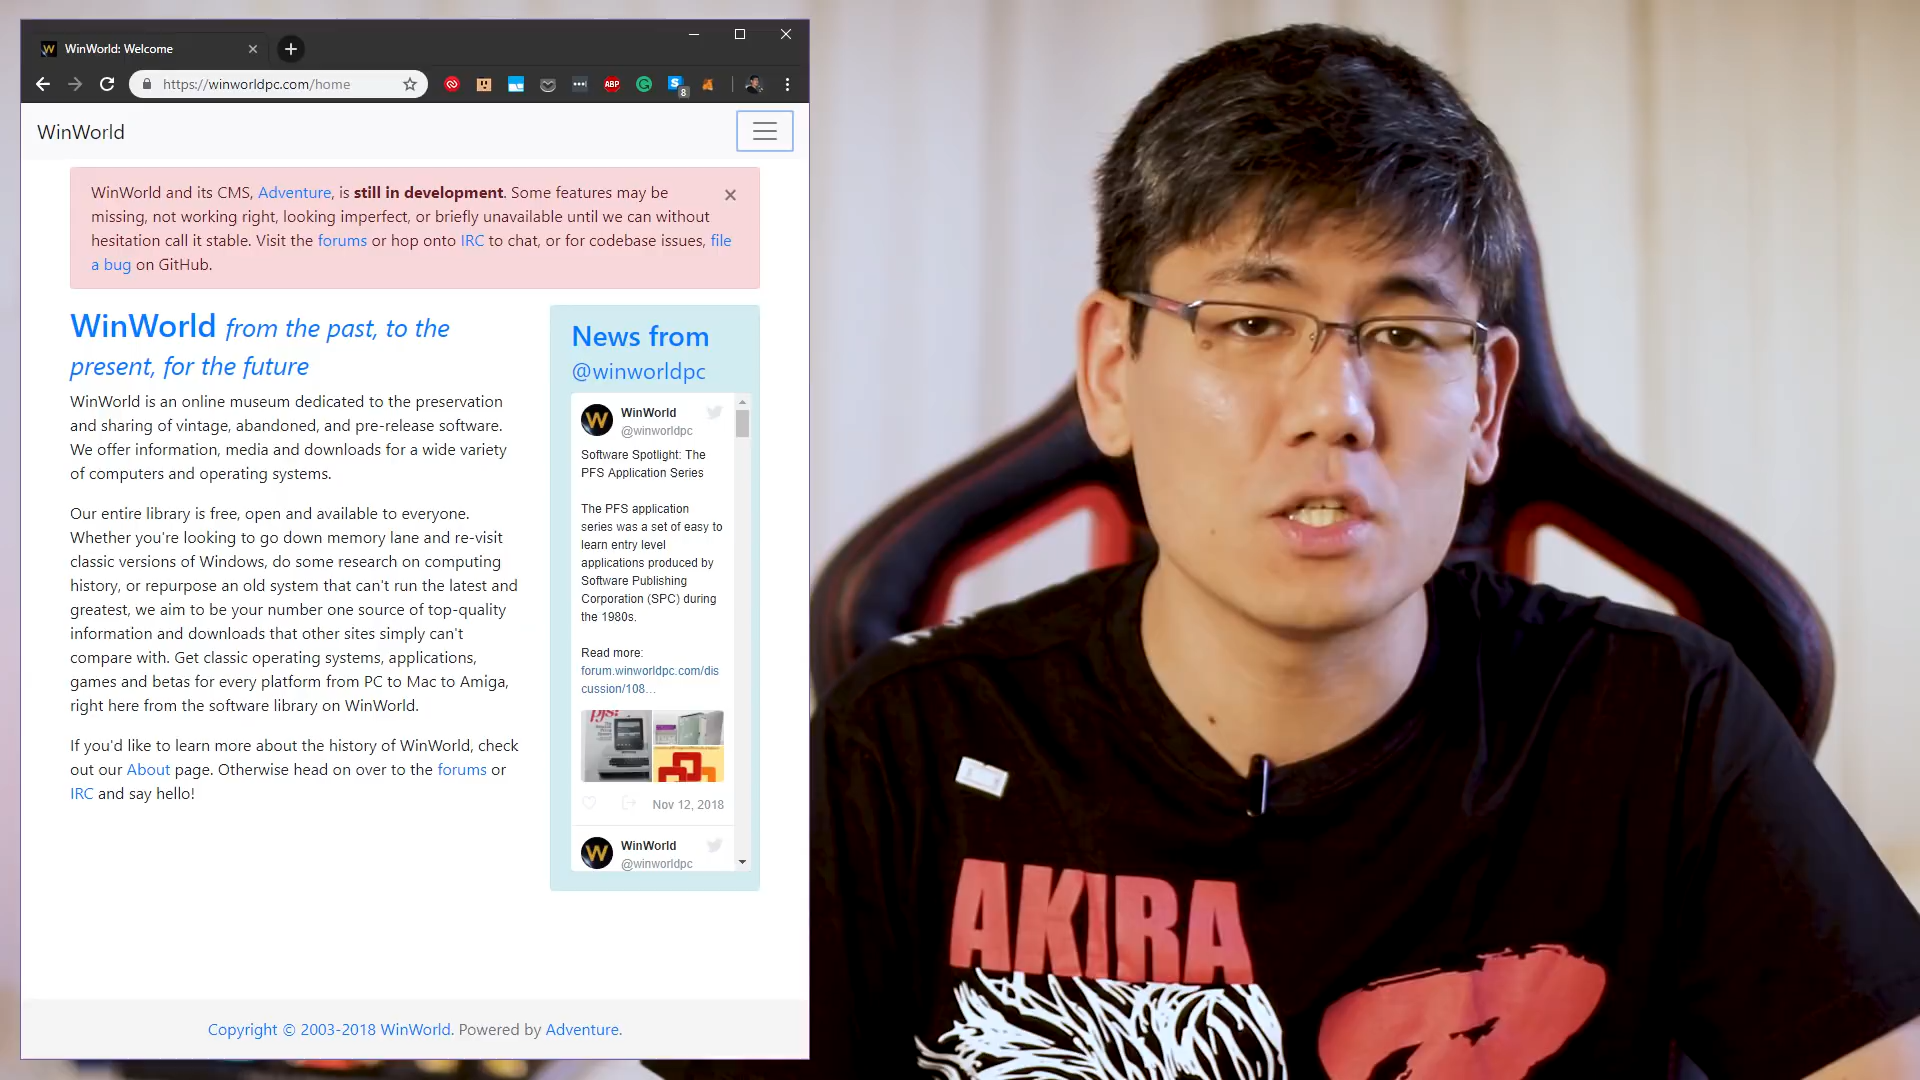 WinWorld: Welcome
https://winworldpc.com/home
ABP
8
WinWorld
WinWorld and its CMS, Adventure, is still in development. Some features may be
missing, not working right, looking imperfect, or briefly unavailable until we can without
hesitation call it stable. Visit the forums or hop onto IRC to chat, or for codebase issues, file
a bug on GitHub.
WinWorld from the past, to the
present, for the future
WinWorld is an online museum dedicated to the preservation
and sharing of vintage, abandoned, and pre-release software.
We offer information, media and downloads for a wide variety
of computers and operating systems.
Our entire library is free, open and available to everyone.
Whether you're looking to go down memory lane and re-visit
classic versions of Windows, do some research on computing
history, or repurpose an old system that can't run the latest and
greatest, we aim to be your number one source of top-quality
information and downloads that other sites simply can't
compare with. Get classic operating systems, applications,
games and betas for every platform from PC to Mac to Amiga,
right here from the software library on WinWorld.
If you'd like to learn more about the history of WinWorld, check
out our About page. Otherwise head on over to the forums or
IRC and say hello!
News from
@winworldpc
WinWorld
@winworldpc
Software Spotlight: The
PFS Application Series
The PFS application
series was a set of easy to
learn entry level
applications produced by
Software Publishing
Corporation (SPC) during
the 1980s.
Read more:
forum.winworldpc.com/dis
cussion/108...
pfs:
Nov 12, 2018
WinWorld
@winworldpc
Copyright © 2003-2018 WinWorld. Powered by Adventure.
AKIRA